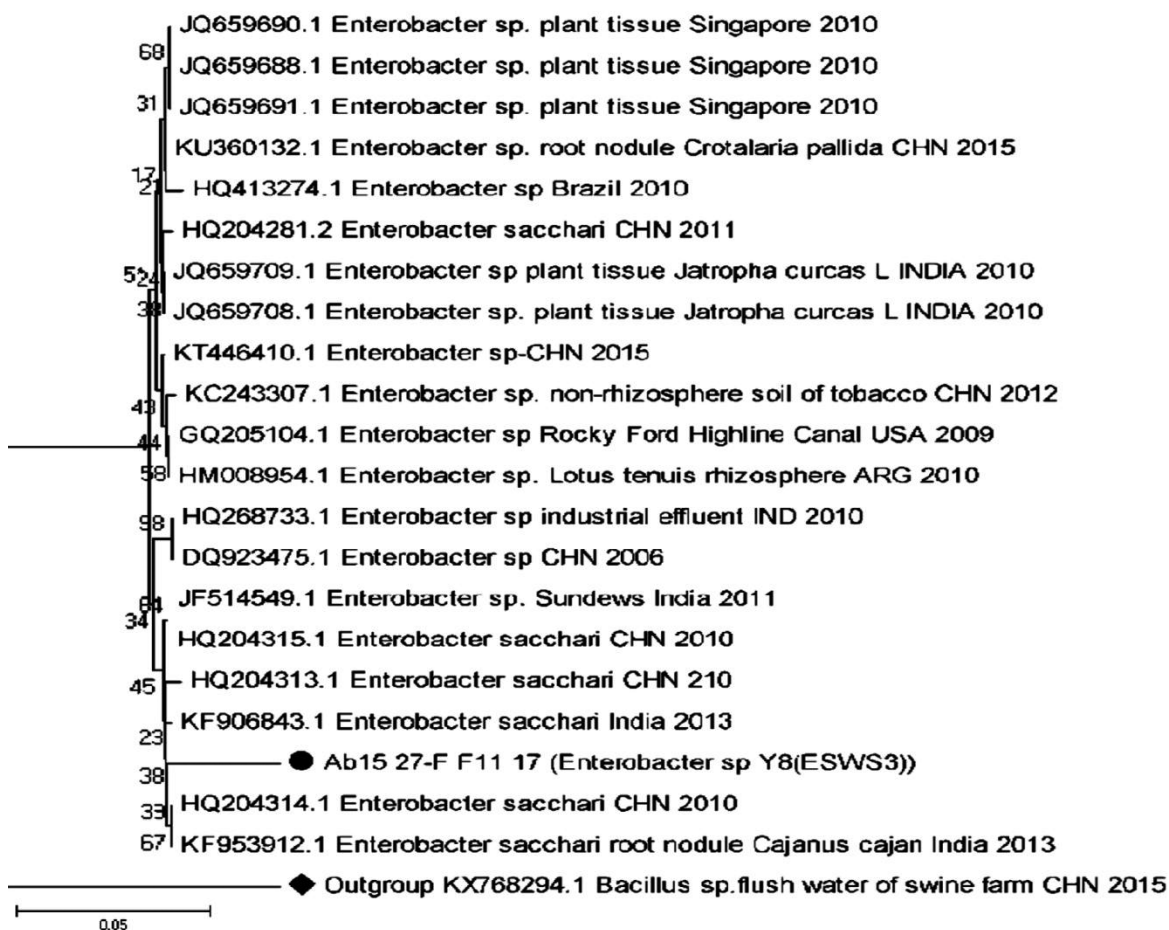 JQ659690.1 Enterobacter sp. plant tissue Singapore 2010
68
JQ659688.1 Enterobacter sp. plant tissue Singapore 2010
31
JQ659691.1 Enterobacter sp. plant tissue Singapore 2010
KU360132.1 Enterobacter sp. root nodule Crotalaria pallida CHN 2015
17
21
HQ413274.1 Enterobacter sp Brazil 2010
HQ204281.2 Enterobacter sacchari CHN 2011
24
JQ659709.1 Enterobacter sp plant tissue Jatropha curcas L INDIA 2010
38
JQ659708.1 Enterobacter sp. plant tissue Jatropha curcas L INDIA 2010
KT446410.1 Enterobacter sp-CHN 2015
KC243307.1 Enterobacter sp. non-rhizosphere soil of tobacco CHN 2012
43
44
GQ205104.1 Enterobacter sp Rocky Ford Highline Canal USA 2009
58
HM008954.1 Enterobacter sp. Lotus tenuis rhizosphere ARG 2010
98
HQ268733.1 Enterobacter sp industrial effluent IND 2010
DQ923475.1 Enterobacter sp CHN 2006
JF514549.1 Enterobacter sp. Sundews India 2011
34
HQ204315.1 Enterobacter sacchari CHN 2010
45
HQ204313.1 Enterobacter sacchari CHN 210
KF906843.1 Enterobacter sacchari India 2013
23
Ab15 27-F F11 17 (Enterobacter sp Y8(ESWS3))
38
HQ204314.1 Enterobacter sacchari CHN 2010
33
67
KF953912.1 Enterobacter sacchari root nodule Cajanus cajan India 2013
Outgroup KX768294.1 Bacillus sp.flush water of swine farm CHN 2015
0.05